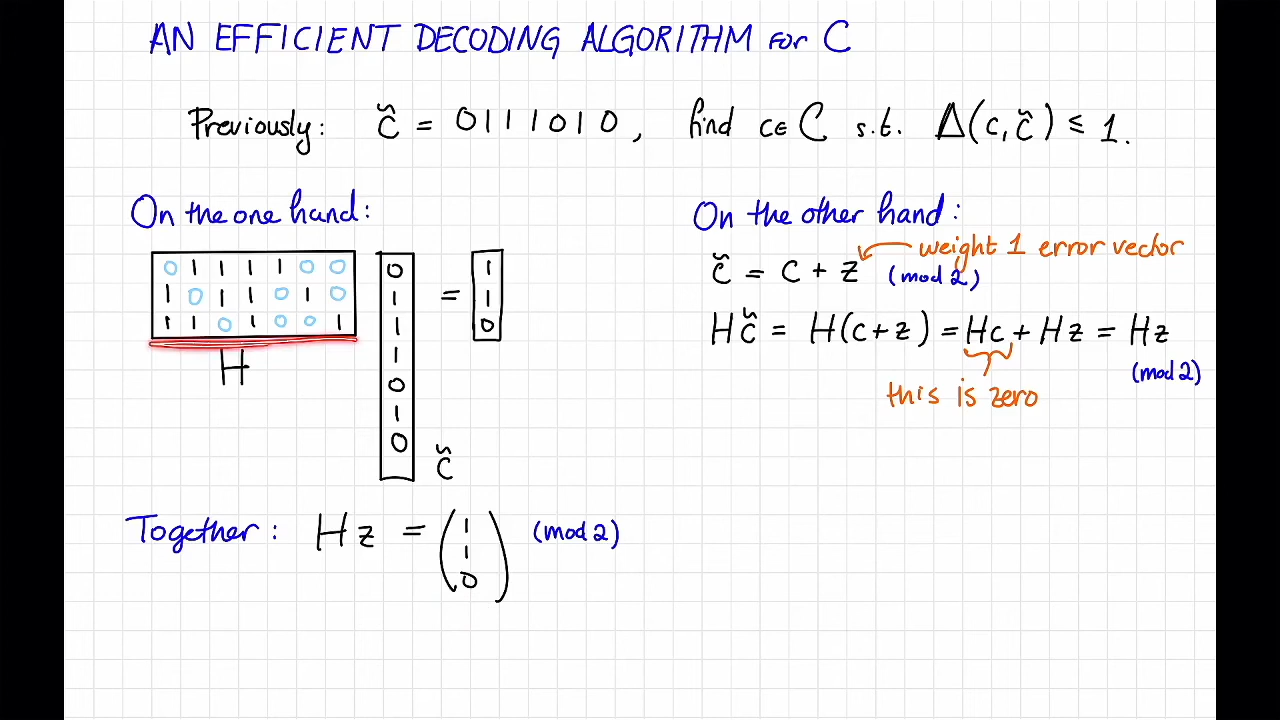 AN EFFICIENT DECODING ALGORITHM for C
Previously: c̃ = 0111010, find c ∈ C s.t. Δ(c, c̃) ≤ 1.
On the one hand:
0 1 1 1 1 0 0
1 0 1 1 0 1 0
1 1 0 1 0 0 1
H
0
1
1
1
0
1
0
c̃
=
1
1
0
On the other hand:
weight 1 error vector
c̃ = c + z (mod 2)
Hc̃ = H(c+z) = Hc + Hz = Hz
(mod 2)
this is zero
Together: Hz = (1 1 0) (mod 2)